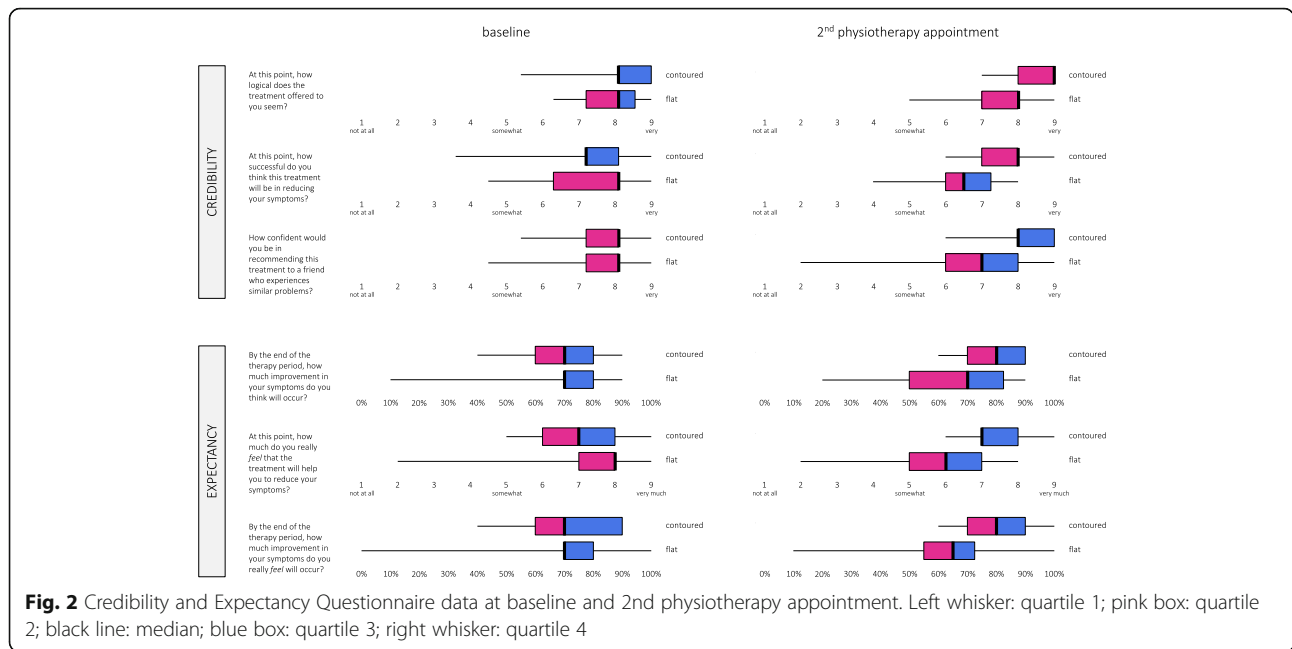 baseline
2nd physiotherapy appointment
CREDIBILITY
At this point, how
logical does the
treatment offered to
you seem?
contoured
flat
1 2 3 4 5 6 7 8 9
not at all somewhat very
contoured
flat
1 2 3 4 5 6 7 8 9
not at all somewhat very
At this point, how
successful do you
think this treatment
will be in reducing
your symptoms?
contoured
flat
1 2 3 4 5 6 7 8 9
not at all somewhat very
contoured
flat
1 2 3 4 5 6 7 8 9
not at all somewhat very
How confident would
you be in
recommending this
treatment to a friend
who experiences
similar problems?
contoured
flat
1 2 3 4 5 6 7 8 9
not at all somewhat very
contoured
flat
1 2 3 4 5 6 7 8 9
not at all somewhat very
EXPECTANCY
By the end of the
therapy period, how
much improvement in
your symptoms do you
think will occur?
contoured
flat
0% 10% 20% 30% 40% 50% 60% 70% 80% 90% 100%
contoured
flat
0% 10% 20% 30% 40% 50% 60% 70% 80% 90% 100%
At this point, how
much do you really
feel that the
treatment will help
you to reduce your
symptoms?
contoured
flat
1 2 3 4 5 6 7 8 9
not at all somewhat very much
contoured
flat
1 2 3 4 5 6 7 8 9
not at all somewhat very much
By the end of the
therapy period, how
much improvement in
your symptoms do you
really feel will occur?
contoured
flat
0% 10% 20% 30% 40% 50% 60% 70% 80% 90% 100%
contoured
flat
0% 10% 20% 30% 40% 50% 60% 70% 80% 90% 100%
Fig. 2 Credibility and Expectancy Questionnaire data at baseline and 2nd physiotherapy appointment. Left whisker: quartile 1; pink box: quartile
2; black line: median; blue box: quartile 3; right whisker: quartile 4